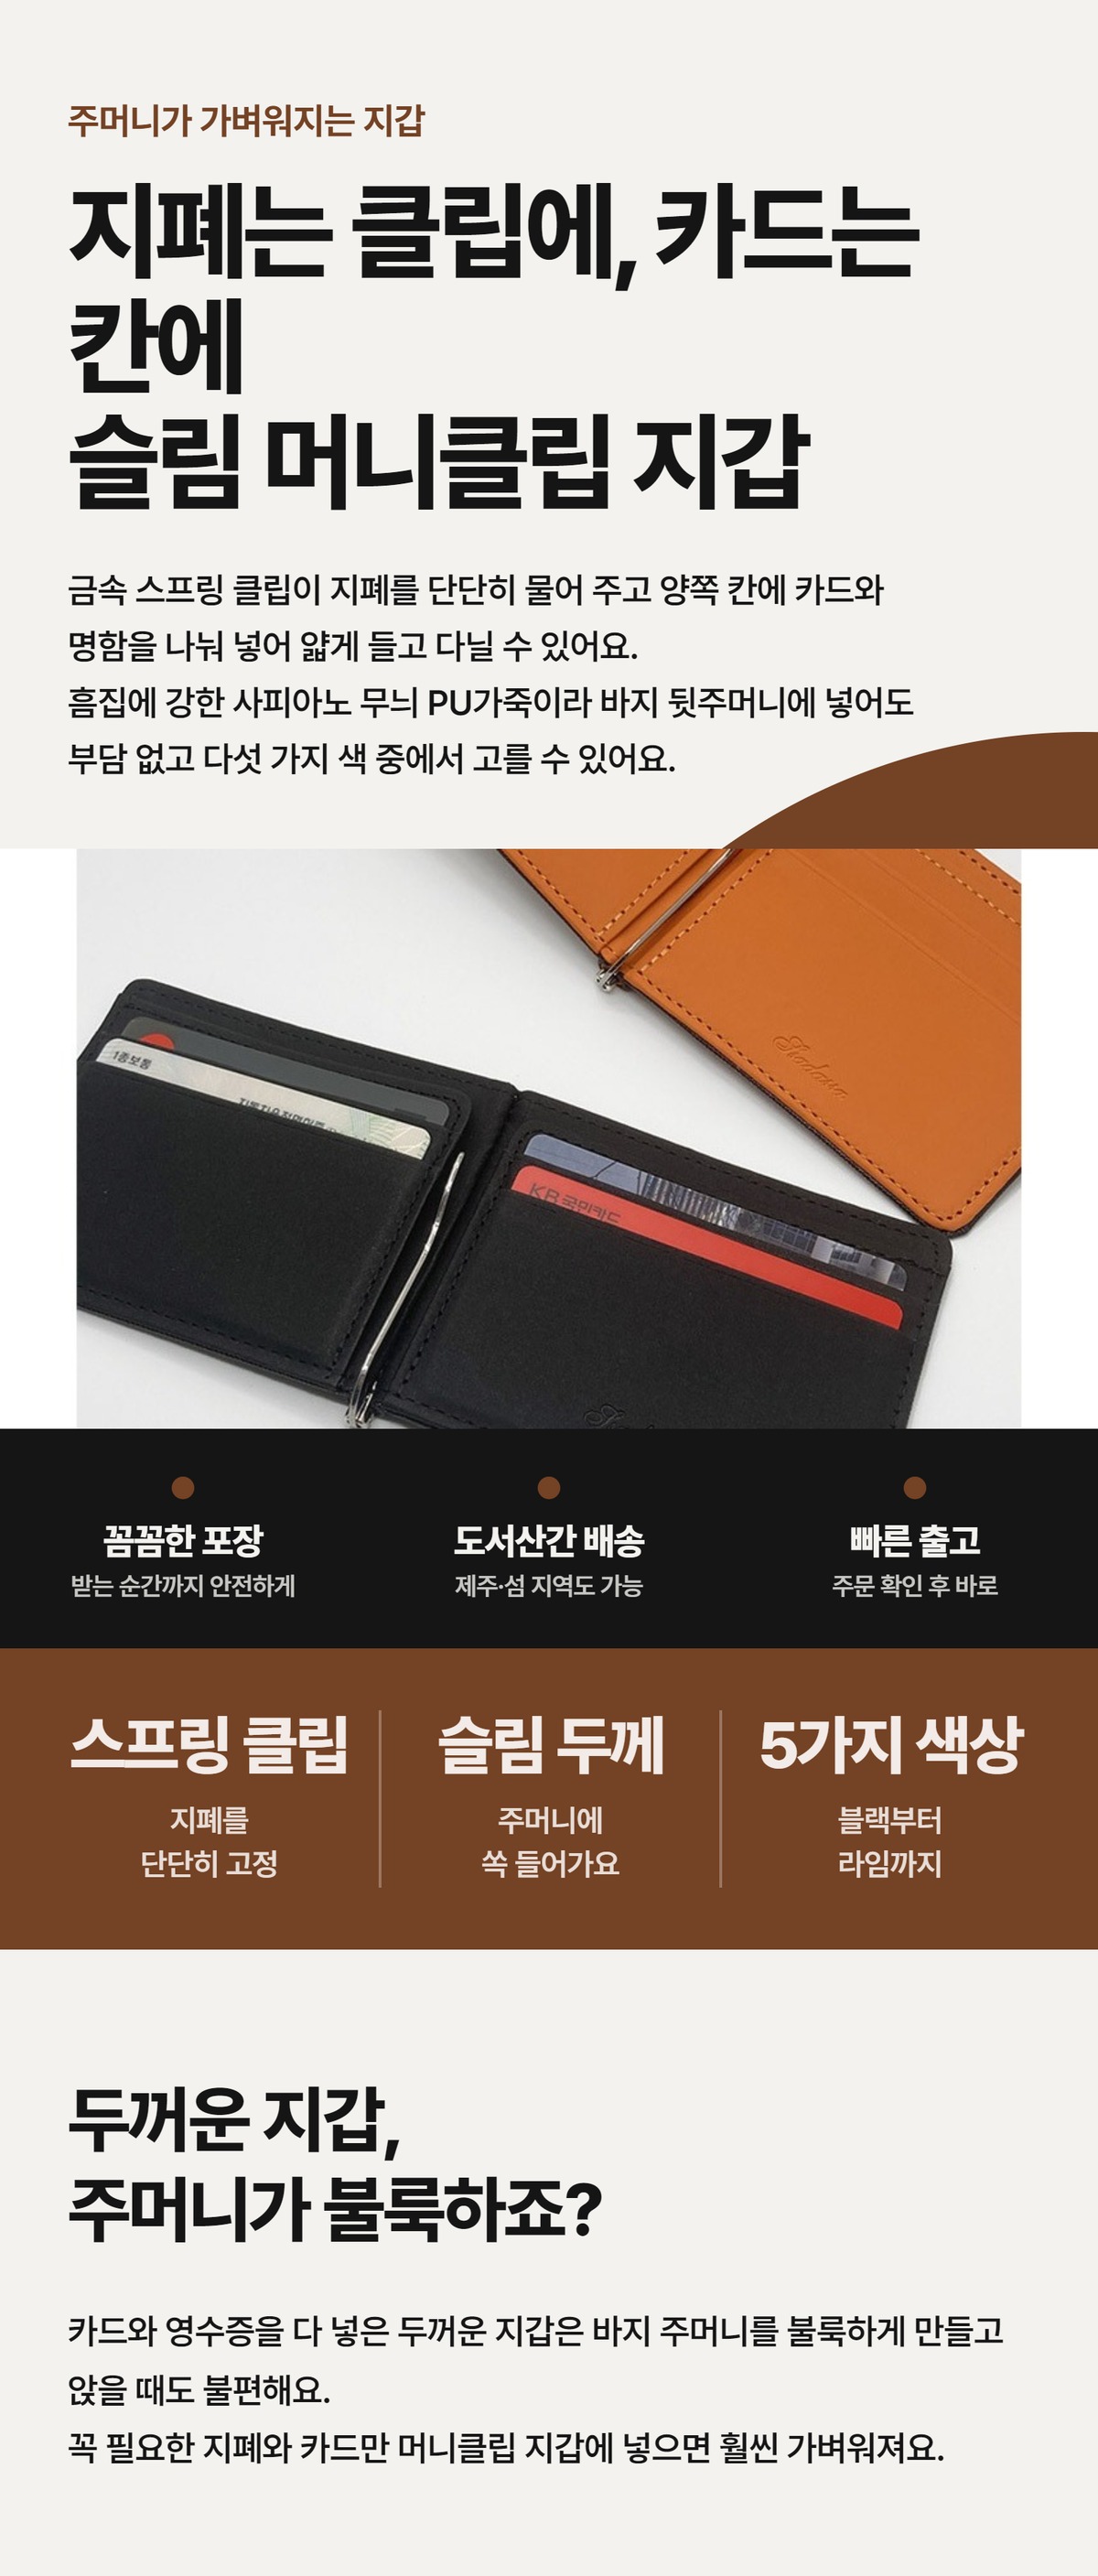 주머니가 가벼워지는 지갑
지폐는 클립에, 카드는
칸에
슬림 머니클립 지갑
금속 스프링 클립이 지폐를 단단히 물어 주고 양쪽 칸에 카드와
명함을 나눠 넣어 얇게 들고 다닐 수 있어요.
흠집에 강한 사피아노 무늬 PU가죽이라 바지 뒷주머니에 넣어도
부담 없고 다섯 가지 색 중에서 고를 수 있어요.
1종보통
KB국민카드
꼼꼼한 포장
받는 순간까지 안전하게
도서산간 배송
제주·섬 지역도 가능
빠른 출고
주문 확인 후 바로
스프링 클립
지폐를
단단히 고정
슬림 두께
주머니에
쏙 들어가요
5가지 색상
블랙부터
라임까지
두꺼운 지갑,
주머니가 불룩하죠?
카드와 영수증을 다 넣은 두꺼운 지갑은 바지 주머니를 불룩하게 만들고
앉을 때도 불편해요.
꼭 필요한 지폐와 카드만 머니클립 지갑에 넣으면 훨씬 가벼워져요.